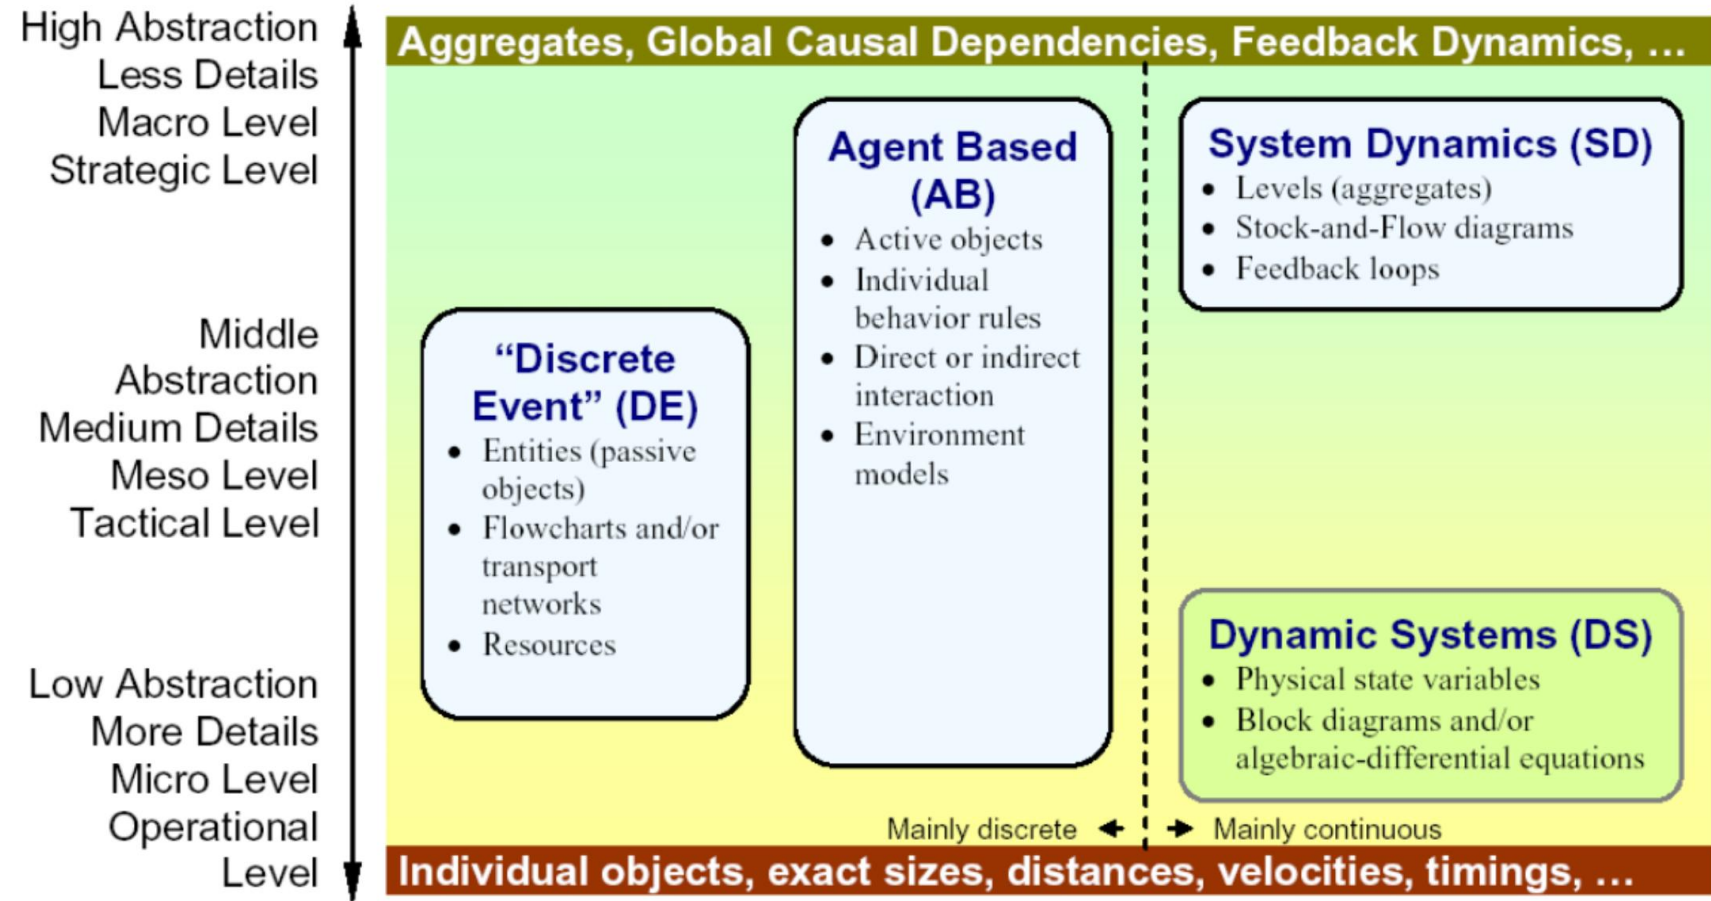 High Abstraction
Less Details
Macro Level
Strategic Level
Middle
Abstraction
Medium Details
Meso Level
Tactical Level
Low Abstraction
More Details
Micro Level
Operational
Level
Aggregates, Global Causal Dependencies, Feedback Dynamics, …
“Discrete
Event” (DE)
• Entities (passive
objects)
• Flowcharts and/or
transport
networks
• Resources
Agent Based
(AB)
• Active objects
• Individual
behavior rules
• Direct or indirect
interaction
• Environment
models
System Dynamics (SD)
• Levels (aggregates)
• Stock-and-Flow diagrams
• Feedback loops
Dynamic Systems (DS)
• Physical state variables
• Block diagrams and/or
algebraic-differential equations
Mainly discrete
Mainly continuous
Individual objects, exact sizes, distances, velocities, timings, …